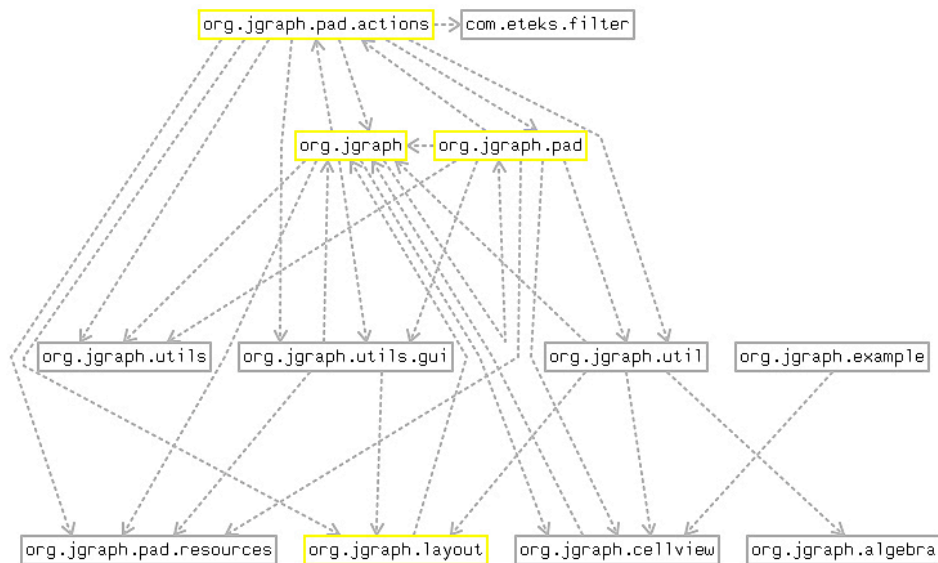 org.jgraph.pad.actions
com.eteks.filter
org.jgraph
org.jgraph.pad
org.jgraph.utils
org.jgraph.utils.gui
org.jgraph.util
org.jgraph.example
org.jgraph.pad.resources
org.jgraph.layout
org.jgraph.cellview
org.jgraph.algebra